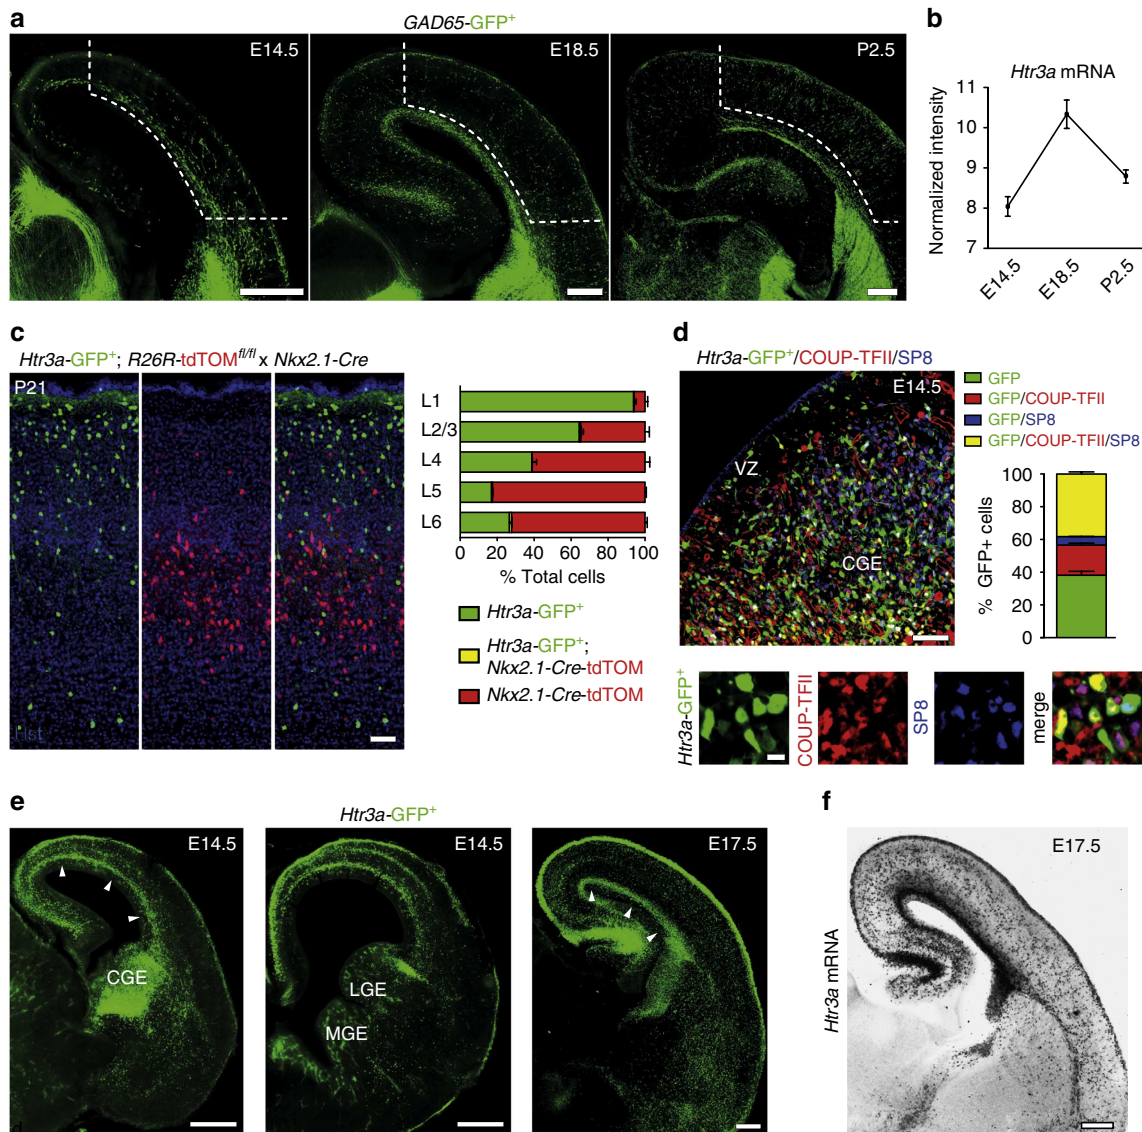 a
GAD65-GFP+
E14.5
E18.5
P2.5
b
Htr3a mRNA
Normalized intensity
11
10
9
8
7
E14.5
E18.5
P2.5
c
Htr3a-GFP+; R26R-tdTOMfl/fl x Nkx2.1-Cre
P21
Hst
L1
L2/3
L4
L5
L6
0 20 40 60 80 100
% Total cells
Htr3a-GFP+
Htr3a-GFP+;
Nkx2.1-Cre-tdTOM
Nkx2.1-Cre-tdTOM
d
Htr3a-GFP+/COUP-TFII/SP8
E14.5
VZ
CGE
GFP
GFP/COUP-TFII
GFP/SP8
GFP/COUP-TFII/SP8
% GFP+ cells
100
80
60
40
20
0
Htr3a-GFP+
COUP-TFII
SP8
merge
e
Htr3a-GFP+
E14.5
CGE
E14.5
LGE
MGE
E17.5
f
Htr3a mRNA
E17.5